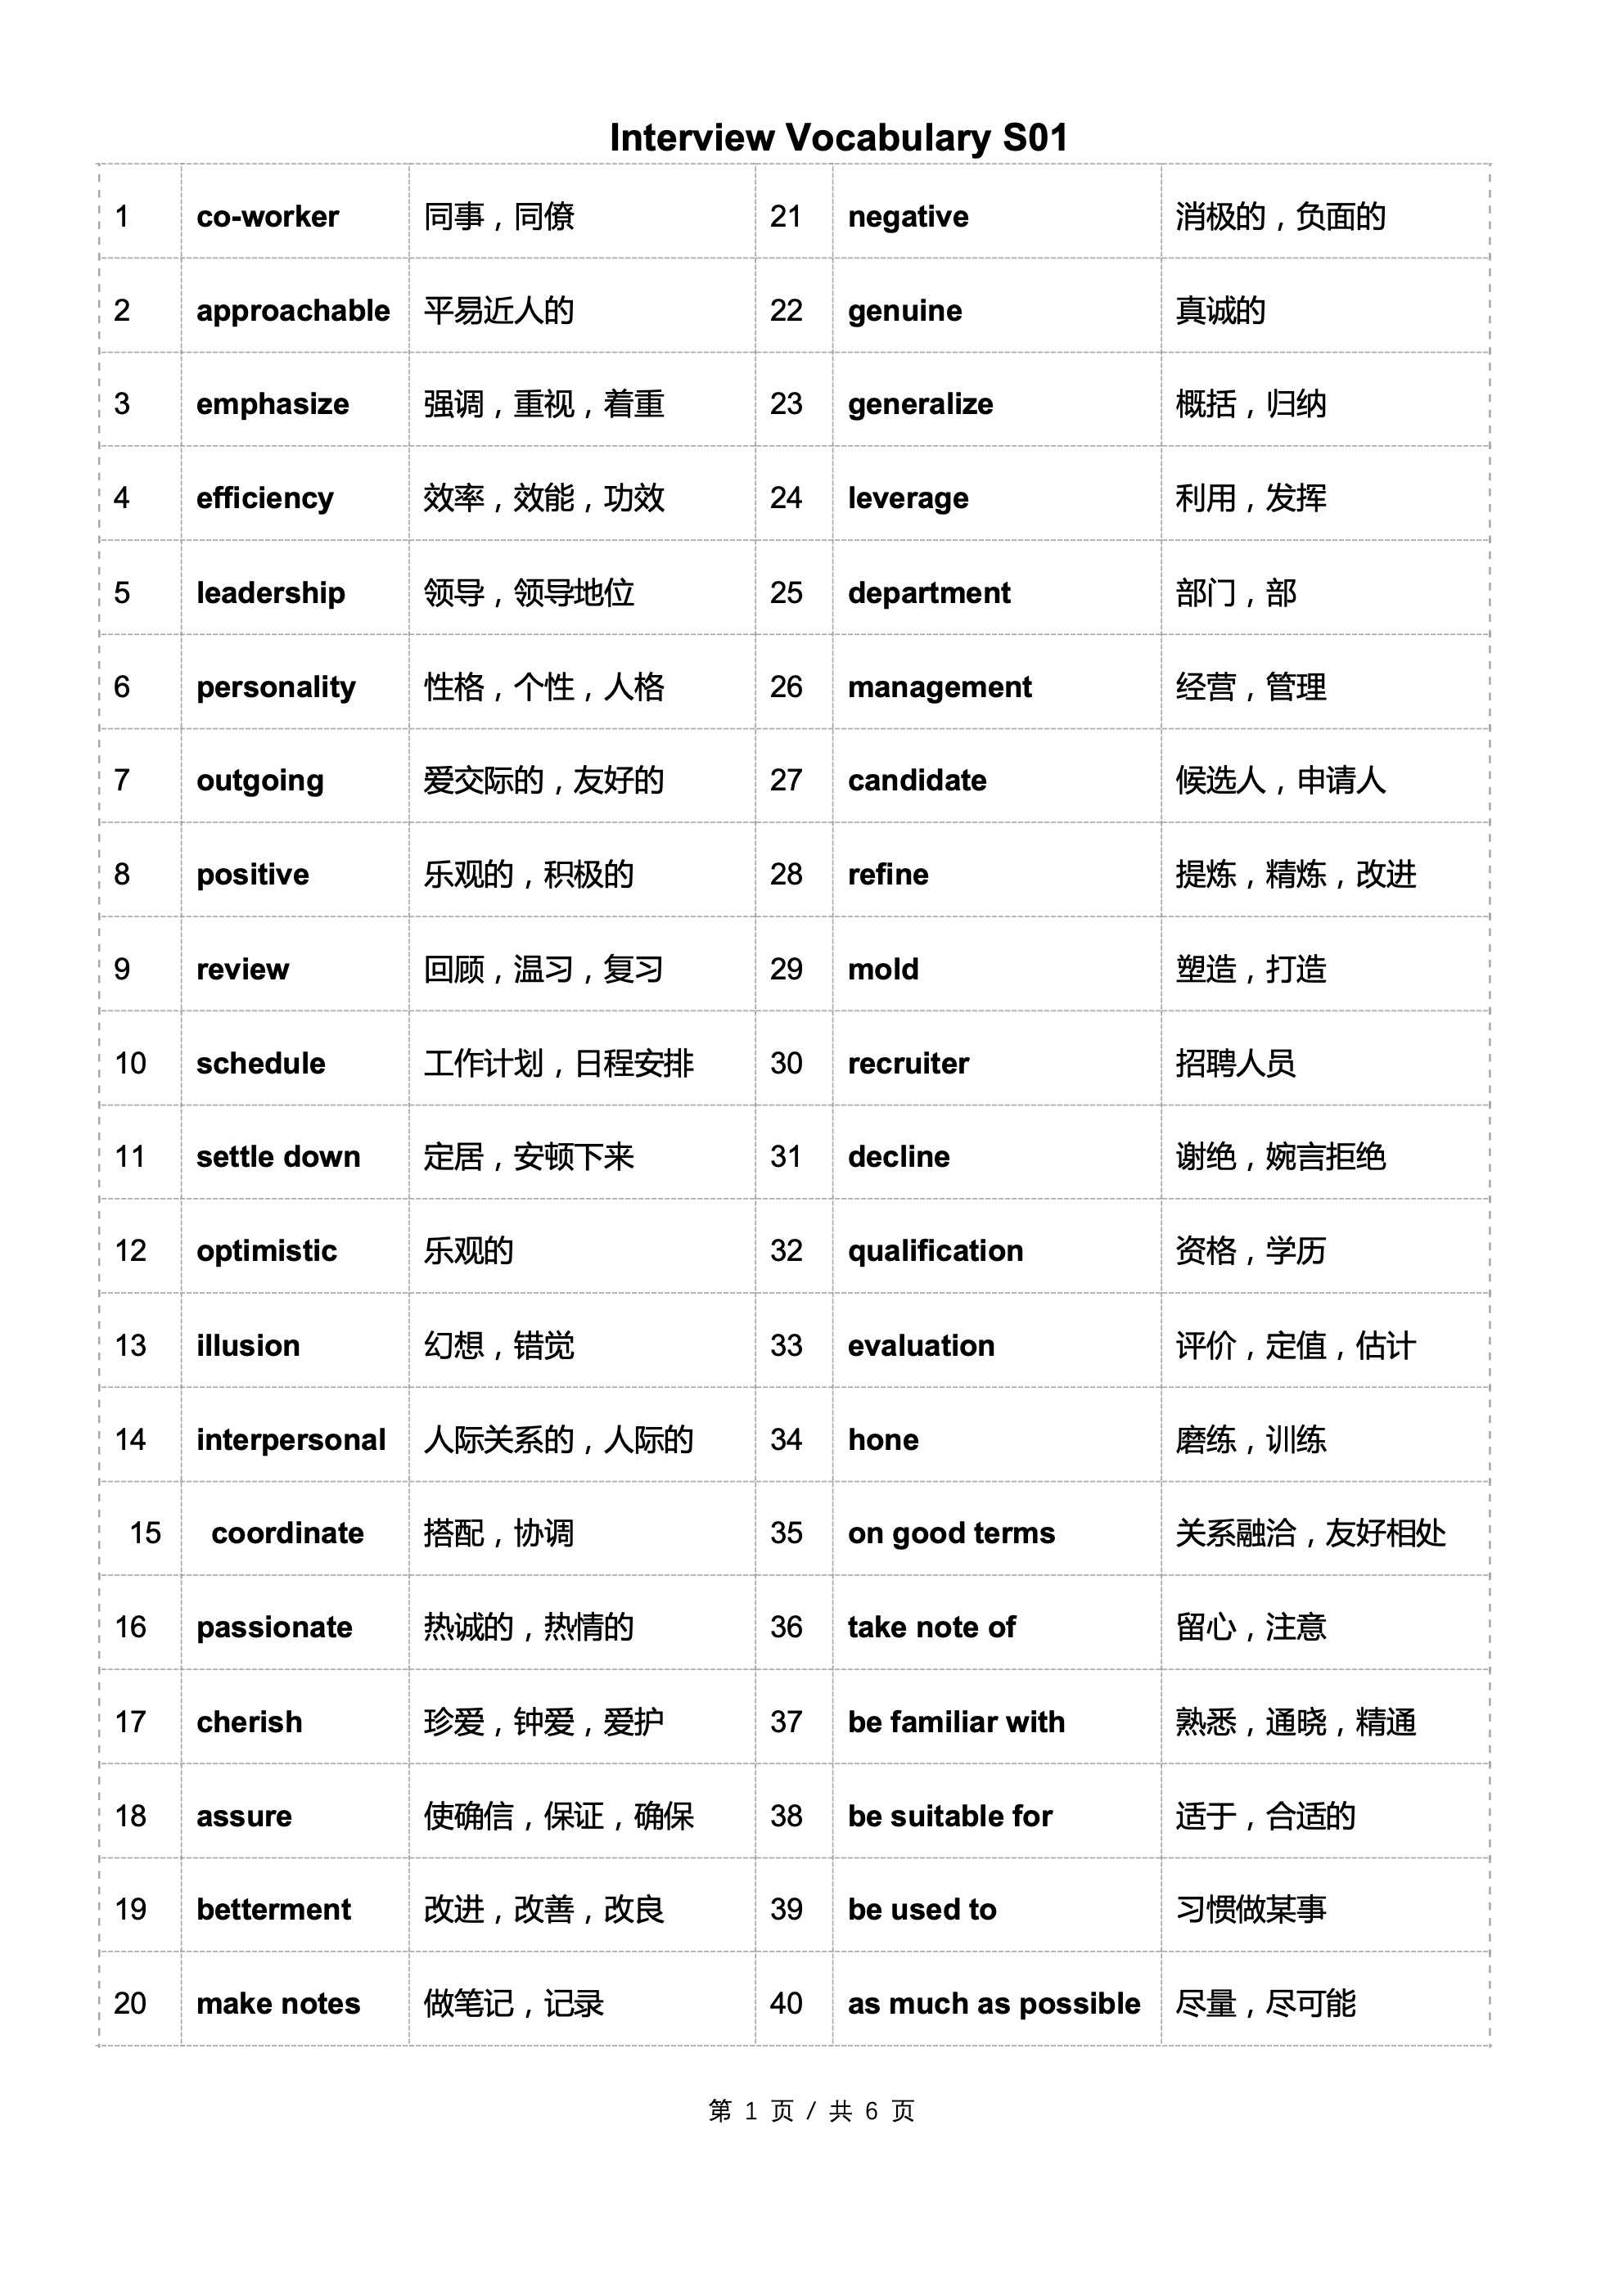 Interview Vocabulary S01
1 co-worker 同事，同僚 21 negative 消极的，负面的
2 approachable 平易近人的 22 genuine 真诚的
3 emphasize 强调，重视，着重 23 generalize 概括，归纳
4 efficiency 效率，效能，功效 24 leverage 利用，发挥
5 leadership 领导，领导地位 25 department 部门，部
6 personality 性格，个性，人格 26 management 经营，管理
7 outgoing 爱交际的，友好的 27 candidate 候选人，申请人
8 positive 乐观的，积极的 28 refine 提炼，精炼，改进
9 review 回顾，温习，复习 29 mold 塑造，打造
10 schedule 工作计划，日程安排 30 recruiter 招聘人员
11 settle down 定居，安顿下来 31 decline 谢绝，婉言拒绝
12 optimistic 乐观的 32 qualification 资格，学历
13 illusion 幻想，错觉 33 evaluation 评价，定值，估计
14 interpersonal 人际关系的，人际的 34 hone 磨练，训练
15 coordinate 搭配，协调 35 on good terms 关系融洽，友好相处
16 passionate 热诚的，热情的 36 take note of 留心，注意
17 cherish 珍爱，钟爱，爱护 37 be familiar with 熟悉，通晓，精通
18 assure 使确信，保证，确保 38 be suitable for 适于，合适的
19 betterment 改进，改善，改良 39 be used to 习惯做某事
20 make notes 做笔记，记录 40 as much as possible 尽量，尽可能
第 1 页 / 共 6 页